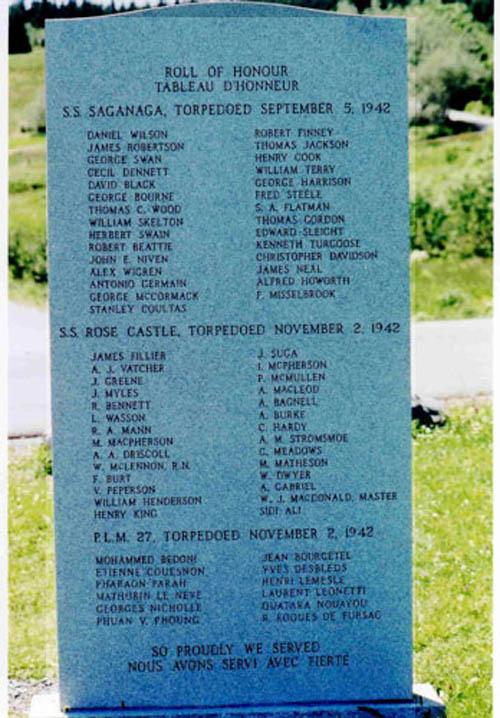 ROLL OF HONOUR
TABLEAU D'HONNEUR
S.S. SAGANAGA, TORPEDOED SEPTEMBER 5, 1942
DANIEL WILSON
JAMES ROBERTSON
GEORGE SWAN
CECIL DENNETT
DAVID BLACK
GEORGE BOURNE
THOMAS C. WOOD
WILLIAM SKELTON
HERBERT SWAIN
ROBERT BEATTIE
JOHN E. NIVEN
ALEX WIGREN
ANTONIO GERMAIN
GEORGE MCCORMACK
STANLEY COULTAS
ROBERT FINNEY
THOMAS JACKSON
HENRY COOK
WILLIAM TERRY
GEORGE HARRISON
FRED STEELE
S. A. FLATMAN
THOMAS GORDON
EDWARD SLEIGHT
KENNETH TURGOOSE
CHRISTOPHER DAVIDSON
JAMES NEAL
ALFRED HOWORTH
F. MISSELBROOK
S.S. ROSE CASTLE, TORPEDOED NOVEMBER 2, 1942
JAMES FILLIER
A. J. VATCHER
J. GREENE
J. MYLES
R. BENNETT
L. WASSON
R. A. MANN
M. MACPHERSON
A. A. DRISCOLL
W. MCLENNON, R.N.
F. BURT
V. PEPERSON
WILLIAM HENDERSON
HENRY KING
J. SUGA
I. MCPHERSON
P. MCMULLEN
A. MACLEOD
A. BAGNELL
A. BURKE
C. HARDY
A. M. STROMSMOE
C. MEADOWS
M. MATHESON
W. DWYER
A. GABRIEL
W. J. MACDONALD, MASTER
SIDI ALI
P.L.M. 27, TORPEDOED NOVEMBER 2, 1942
MOHAMMED BEDONI
ETIENNE COUESNON
PHARAON FARAH
MATHURIN LE NEVE
GEORGES NICHOLLE
PHUAN V. PHOUNG
JEAN BOURGETEL
YVES DESBLEDS
HENRI LEMESLE
LAURENT LEONETTI
OUATARA NOUAYOU
R. ROQUES DE FURSAC
SO PROUDLY WE SERVED
NOUS AVONS SERVI AVEC FIERTÉ